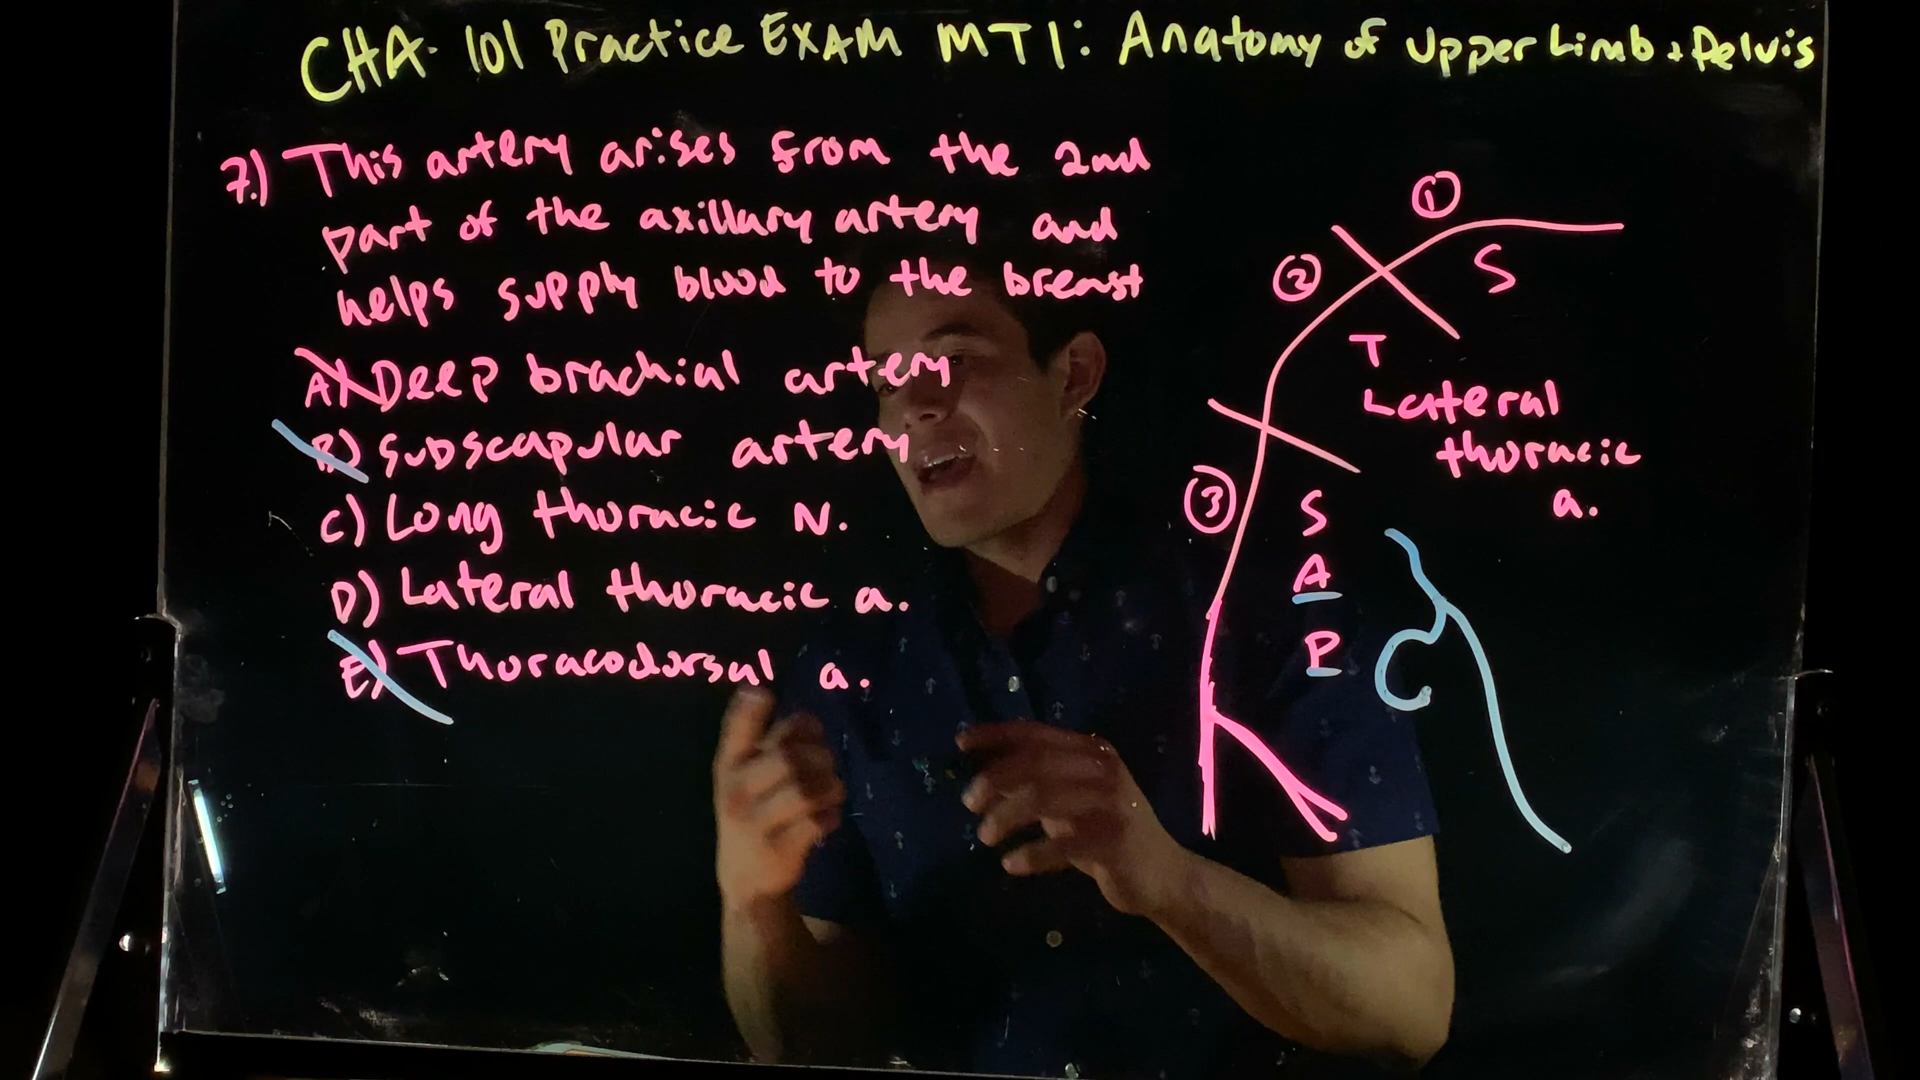 CHA-101 Practice EXAM MT1: Anatomy of Upper Limb + Pelvis
7.) This artery arises from the 2nd
part of the axillary artery and
helps supply blood to the breast
A) Deep brachial artery
B) Subscapular artery
C) Long thoracic N.
D) Lateral thoracic a.
E) Thoracodorsal a.
1
S
2
T
Lateral
thoracic
a.
3
S
A
P